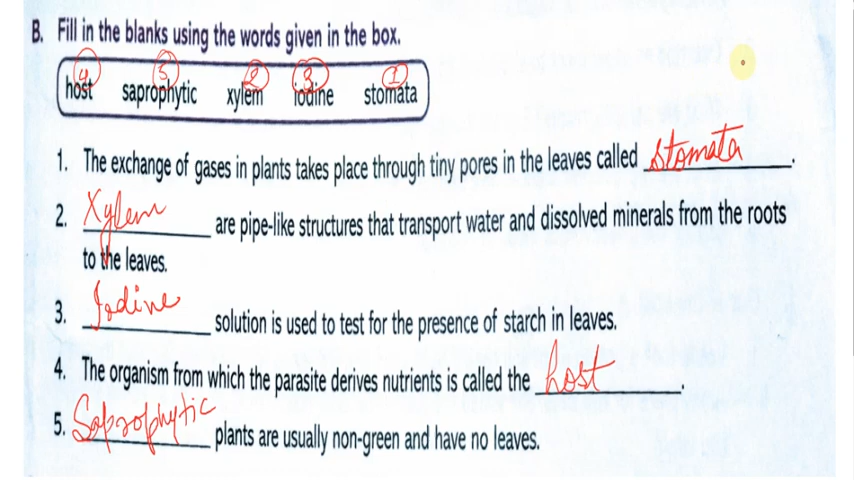 B. Fill in the blanks using the words given in the box.
4 5 2 3 1
host saprophytic xylem iodine stomata
1. The exchange of gases in plants takes place through tiny pores in the leaves called stomata.
2. Xylem are pipe-like structures that transport water and dissolved minerals from the roots
to the leaves.
3. Iodine solution is used to test for the presence of starch in leaves.
4. The organism from which the parasite derives nutrients is called the host.
5. Saprophytic plants are usually non-green and have no leaves.